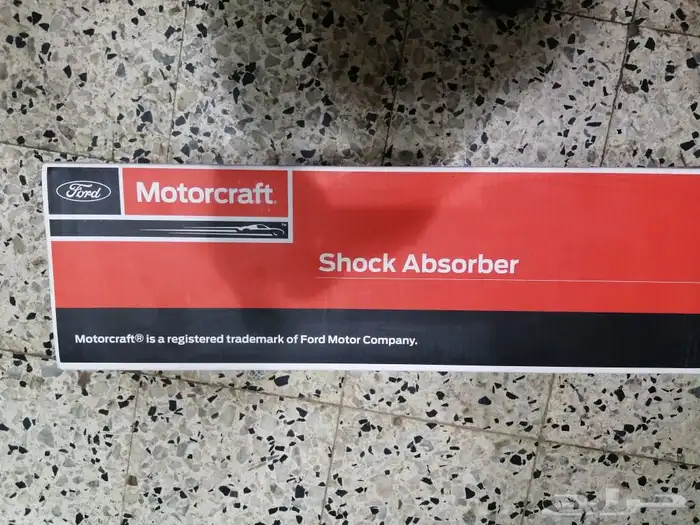 Ford
Motorcraft®
Shock Absorber
Motorcraft® is a registered trademark of Ford Motor Company.
حراج